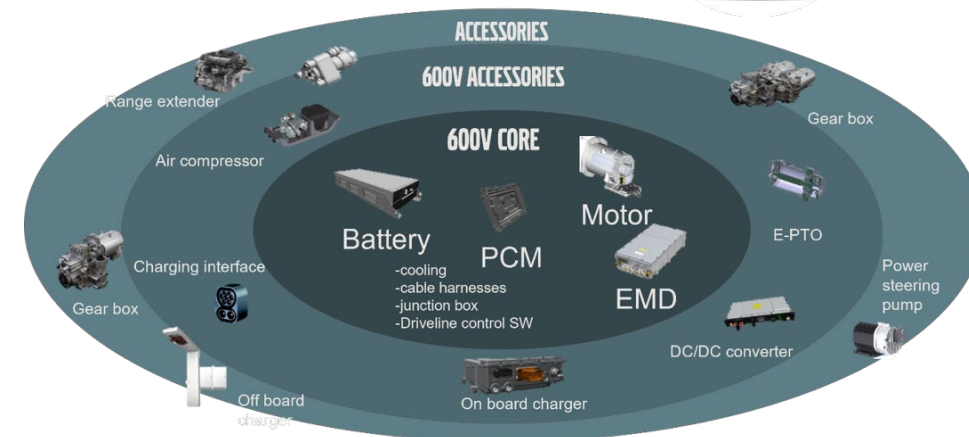 ACCESSORIES
600V ACCESSORIES
600V CORE
Range extender
Air compressor
Gear box
Battery
-cooling
-cable harnesses
-junction box
-Driveline control SW
PCM
Motor
EMD
E-PTO
Charging interface
Gear box
Power
steering
pump
DC/DC converter
On board charger
Off board
charger